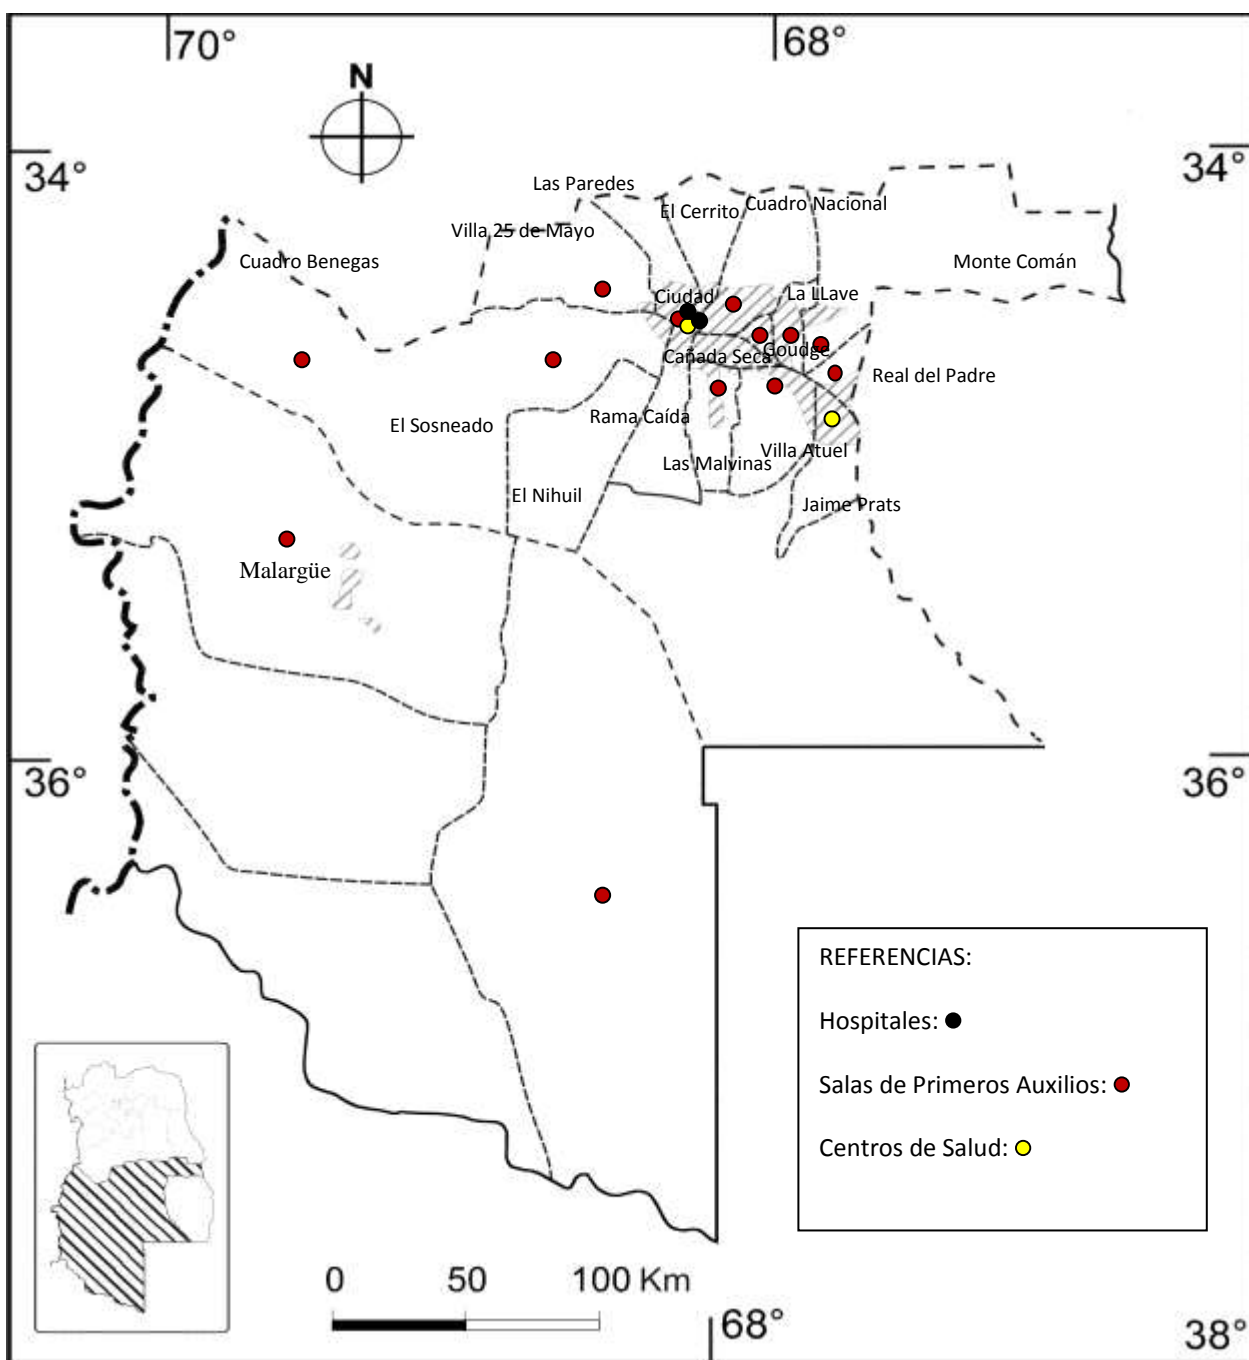 70°
68°
N
34°
34°
Las Paredes
El Cerrito
Cuadro Nacional
Villa 25 de Mayo
Cuadro Benegas
Monte Comán
Ciudad
La LLave
Cañada Seca
Goudge
Real del Padre
Rama Caída
El Sosneado
Villa Atuel
Las Malvinas
El Nihuil
Jaime Prats
Malargüe
36°
36°
REFERENCIAS:
Hospitales:
Salas de Primeros Auxilios:
Centros de Salud:
0 50 100 Km
68°
38°